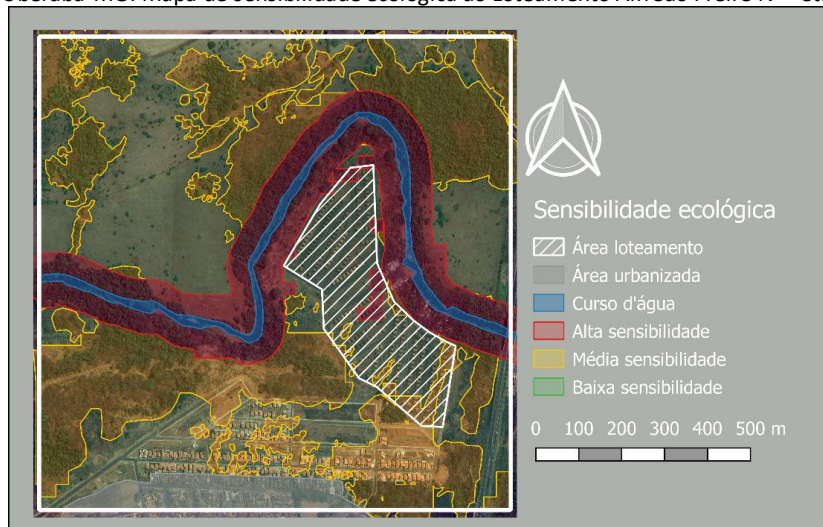 Sensibilidade ecológica
Área loteamento
Área urbanizada
Curso d'água
Alta sensibilidade
Média sensibilidade
Baixa sensibilidade
0 100 200 300 400 500 m